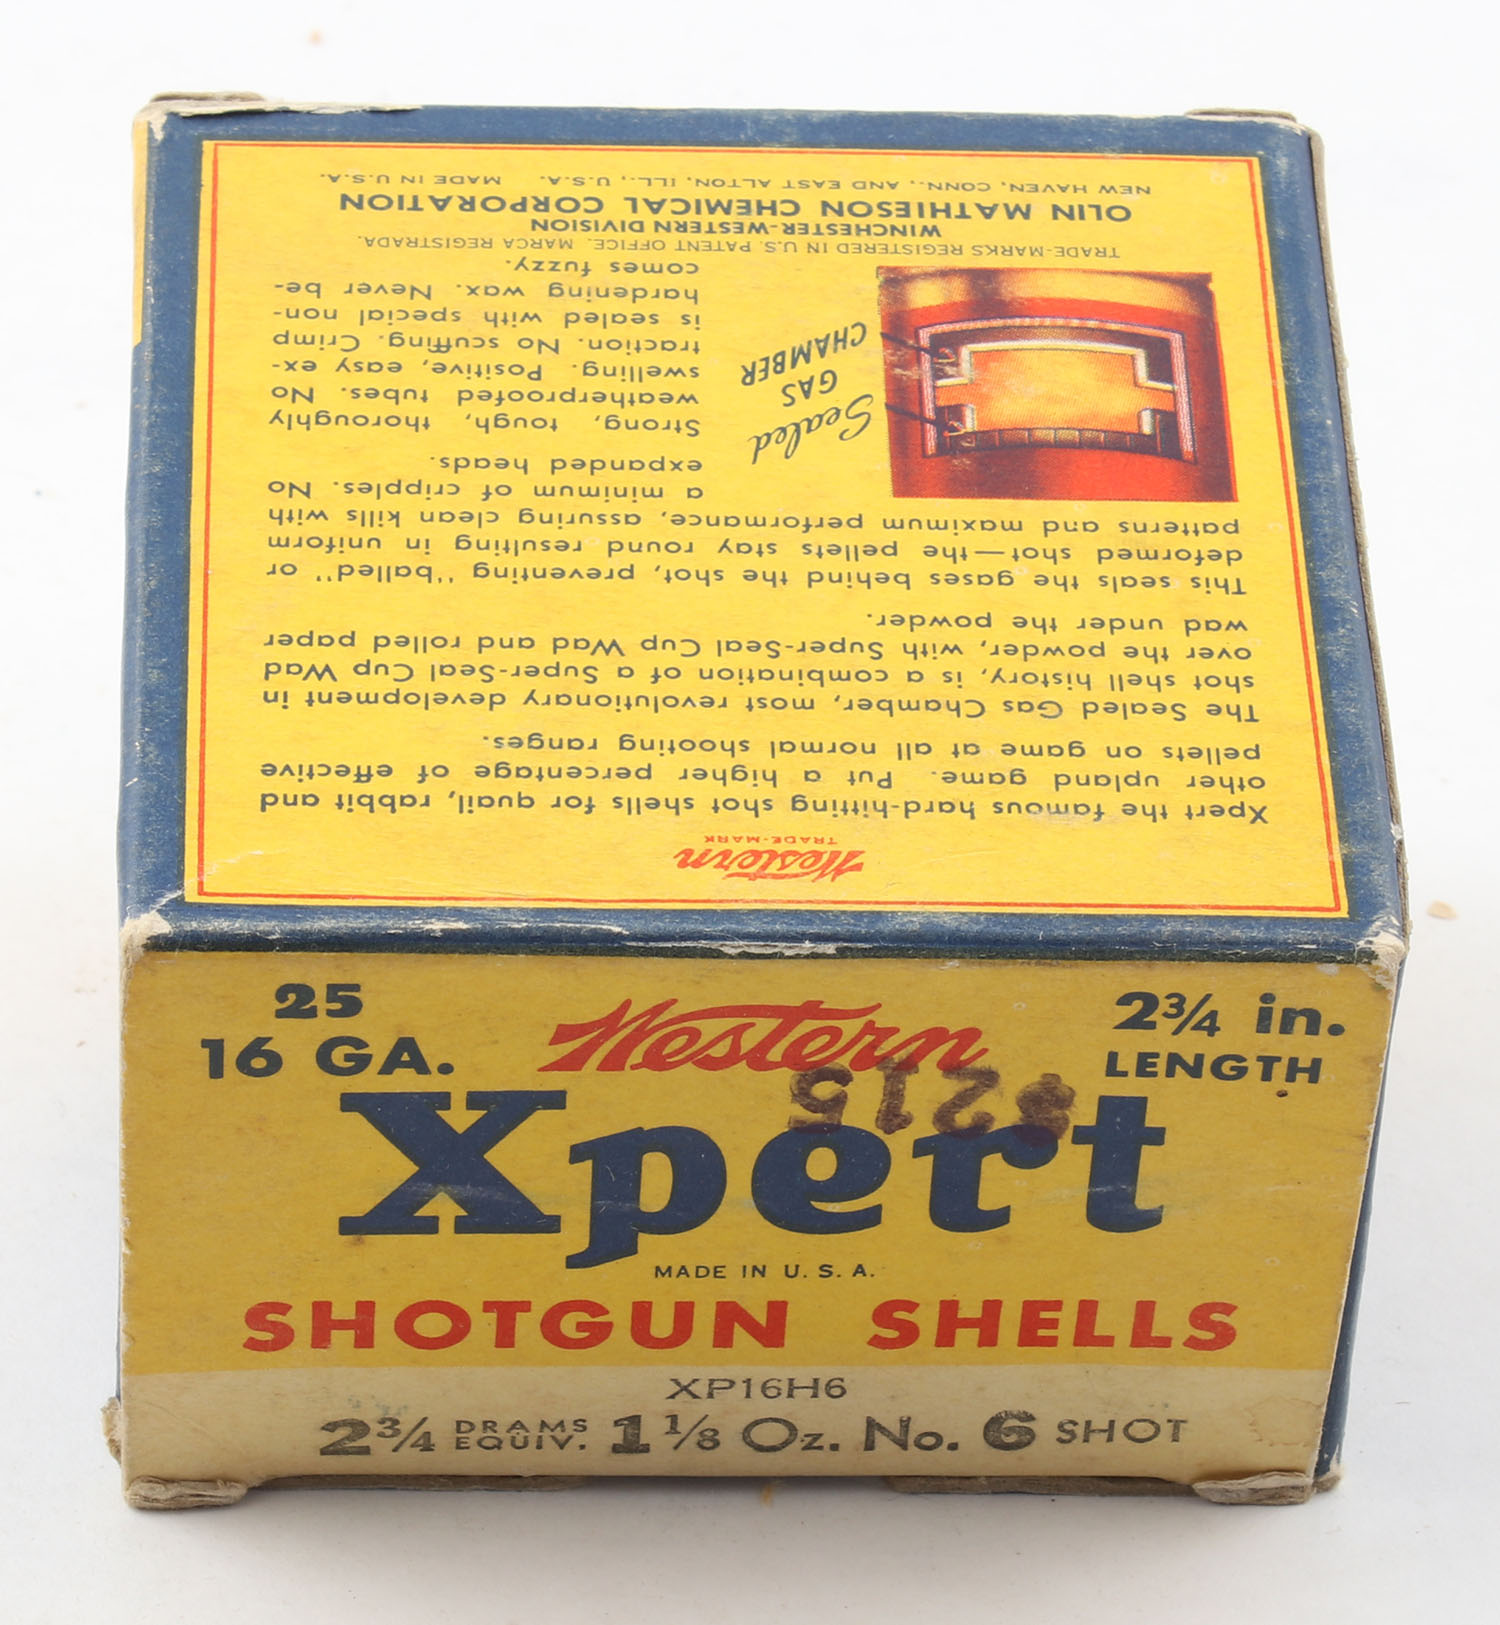 Western
TRADE-MARK
Xpert the famous hard-hitting shot shells for quail, rabbit and
other upland game. Put a higher percentage of effective
pellets on game at all normal shooting ranges.
The Sealed Gas Chamber, most revolutionary development in
shot shell history, is a combination of a Super-Seal Cup Wad
over the powder, with Super-Seal Cup Wad and rolled paper
wad under the powder.
This seals the gases behind the shot, preventing "balled" or
deformed shot—the pellets stay round resulting in uniform
patterns and maximum performance, assuring clean kills with
a minimum of cripples. No
expanded heads.
Strong, tough, thoroughly
weatherproofed tubes. No
swelling. Positive, easy ex-
traction. No scuffing. Crimp
is sealed with special non-
hardening wax. Never be-
comes fuzzy.
Sealed
GAS
CHAMBER
TRADE-MARKS REGISTERED IN U.S. PATENT OFFICE. MARCA REGISTRADA.
WINCHESTER-WESTERN DIVISION
OLIN MATHIESON CHEMICAL CORPORATION
NEW HAVEN, CONN., AND EAST ALTON, ILL., U.S.A. MADE IN U.S.A.
25
16 GA.
Western
2 3/4 in.
LENGTH
$215
Xpert
MADE IN U. S. A.
SHOTGUN SHELLS
XP16H6
2 3/4 DRAMS EQUIV. 1 1/8 Oz. No. 6 SHOT